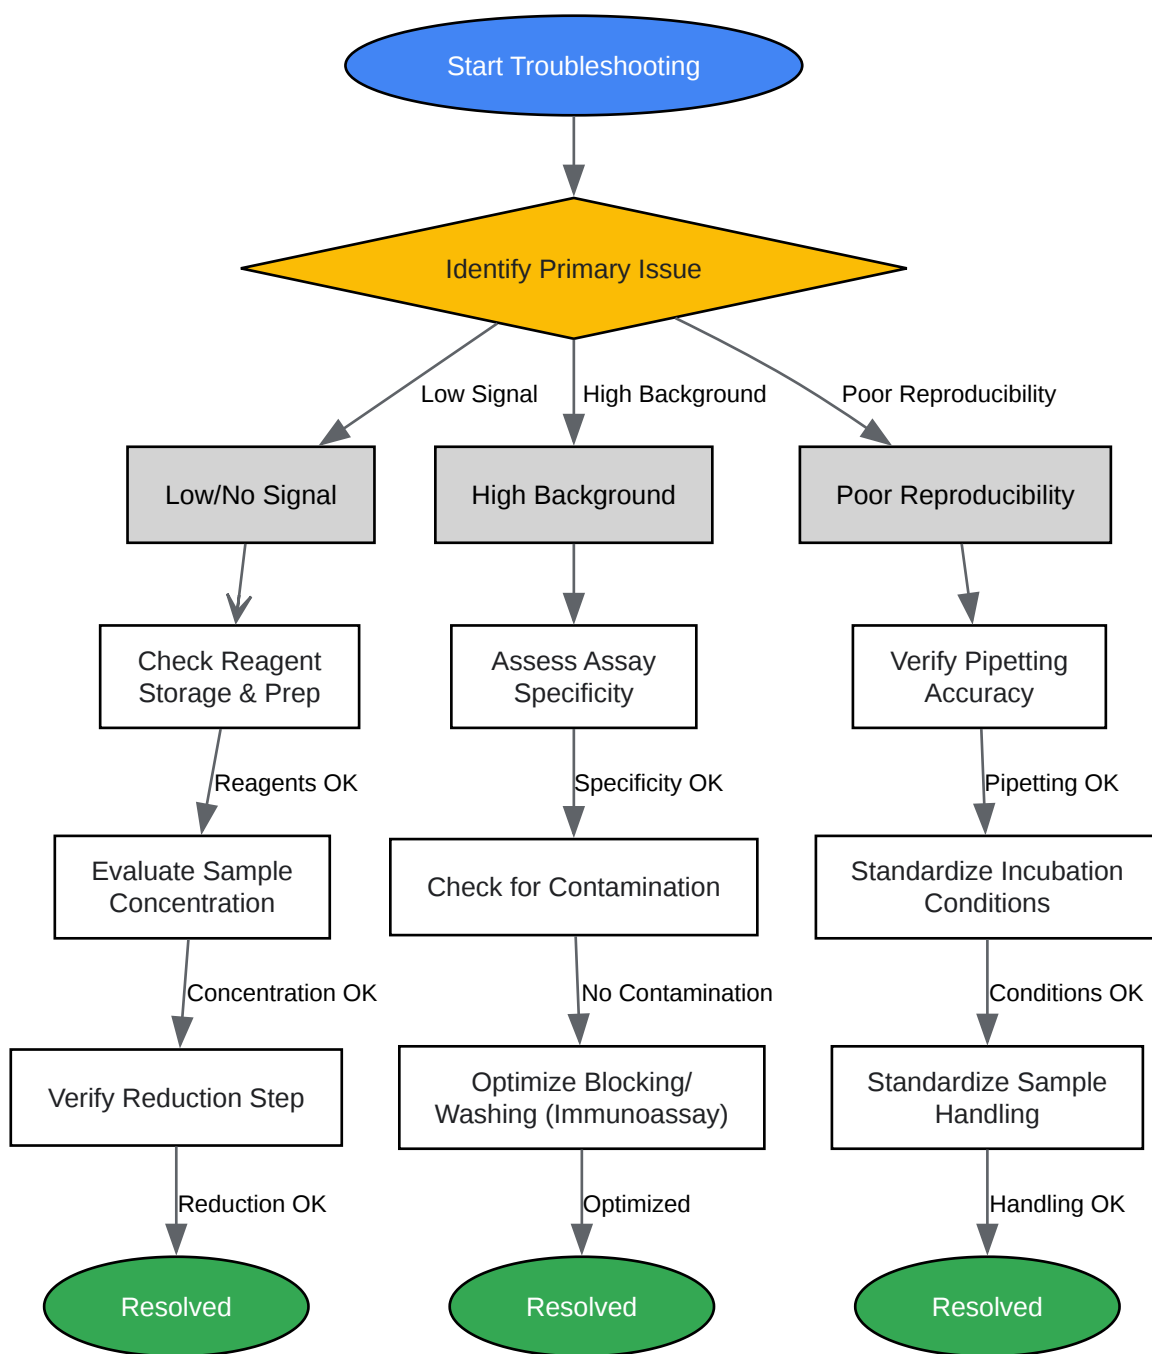 Start Troubleshooting
Identify Primary Issue
Low Signal
High Background
Poor Reproducibility
Low/No Signal
High Background
Poor Reproducibility
Check Reagent
Storage & Prep
Assess Assay
Specificity
Verify Pipetting
Accuracy
Reagents OK
Specificity OK
Pipetting OK
Evaluate Sample
Concentration
Check for Contamination
Standardize Incubation
Conditions
Concentration OK
No Contamination
Conditions OK
Verify Reduction Step
Optimize Blocking/
Washing (Immunoassay)
Standardize Sample
Handling
Reduction OK
Optimized
Handling OK
Resolved
Resolved
Resolved